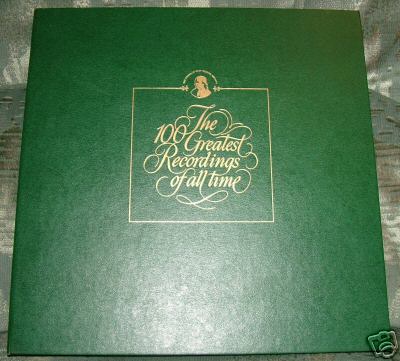 The
100 Greatest
Recordings
of all time